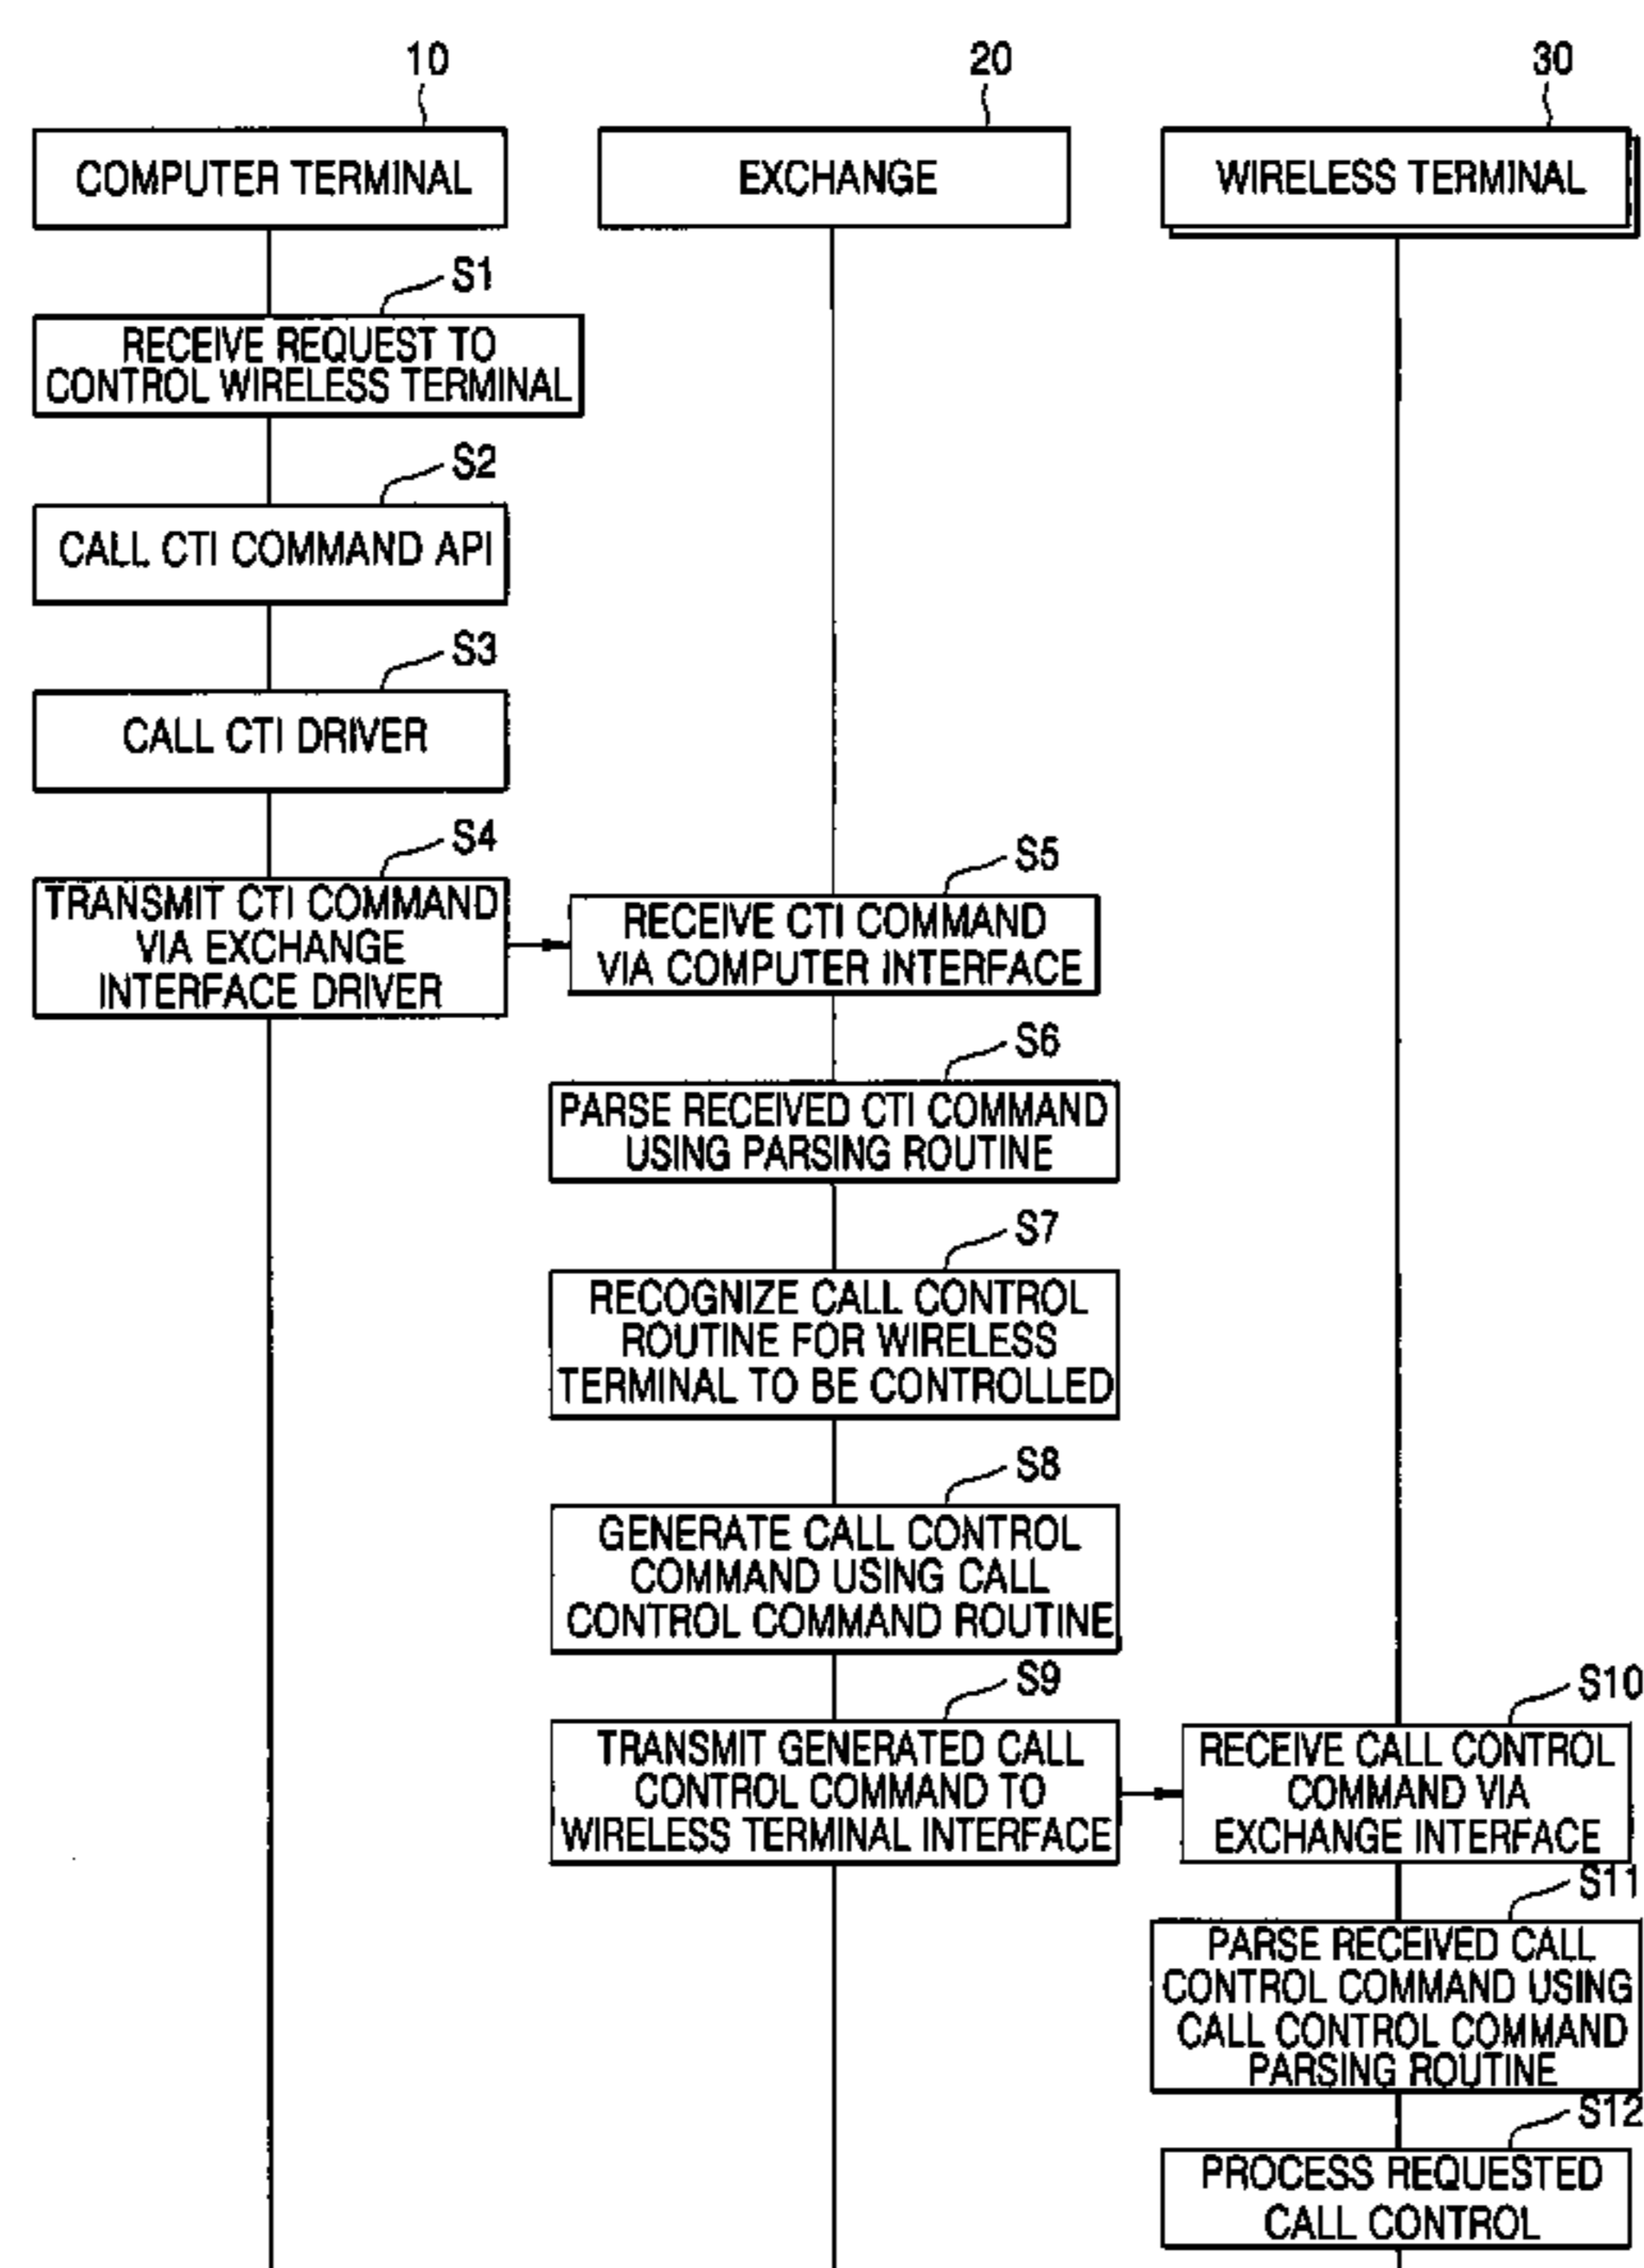 10
20
30
COMPUTER TERMINAL
EXCHANGE
WIRELESS TERMINAL
S1
RECEIVE REQUEST TO
CONTROL WIRELESS TERMINAL
S2
CALL CTI COMMAND API
S3
CALL CTI DRIVER
S4
TRANSMIT CTI COMMAND
VIA EXCHANGE
INTERFACE DRIVER
S5
RECEIVE CTI COMMAND
VIA COMPUTER INTERFACE
S6
PARSE RECEIVED CTI COMMAND
USING PARSING ROUTINE
S7
RECOGNIZE CALL CONTROL
ROUTINE FOR WIRELESS
TERMINAL TO BE CONTROLLED
S8
GENERATE CALL CONTROL
COMMAND USING CALL
CONTROL COMMAND ROUTINE
S9
TRANSMIT GENERATED CALL
CONTROL COMMAND TO
WIRELESS TERMINAL INTERFACE
S10
RECEIVE CALL CONTROL
COMMAND VIA
EXCHANGE INTERFACE
S11
PARSE RECEIVED CALL
CONTROL COMMAND USING
CALL CONTROL COMMAND
PARSING ROUTINE
S12
PROCESS REQUESTED
CALL CONTROL